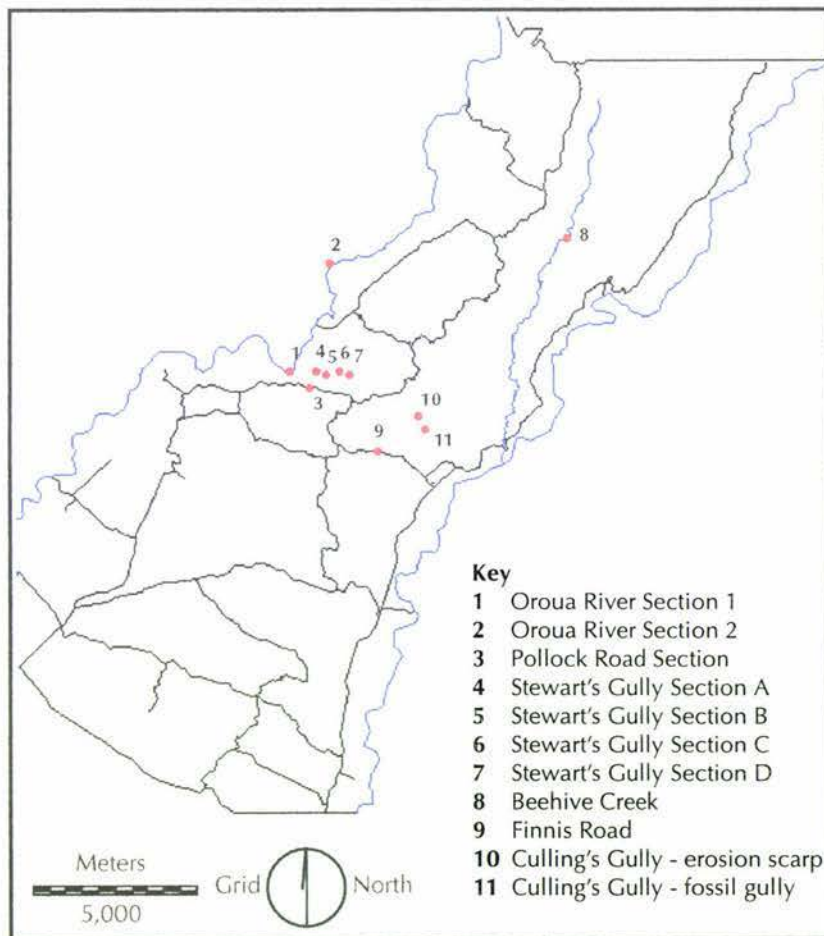 8
2
1
4
5
6
7
3
10
11
9
Key
1 Oroua River Section 1
2 Oroua River Section 2
3 Pollock Road Section
4 Stewart's Gully Section A
5 Stewart's Gully Section B
6 Stewart's Gully Section C
7 Stewart's Gully Section D
8 Beehive Creek
9 Finnis Road
10 Culling's Gully - erosion scarp
11 Culling's Gully - fossil gully
Meters
5,000
Grid North